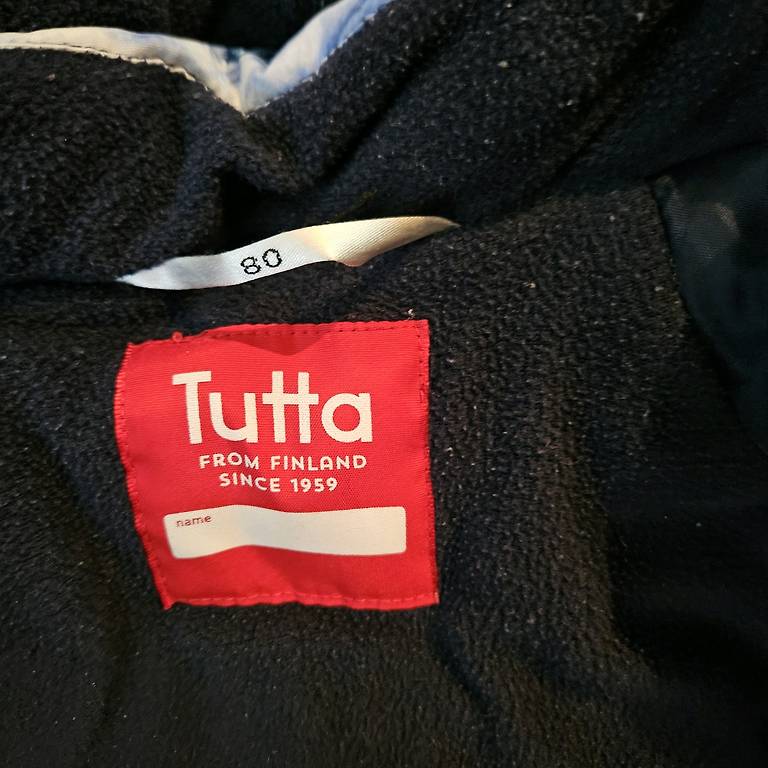 80
Tutta
FROM FINLAND
SINCE 1959
name